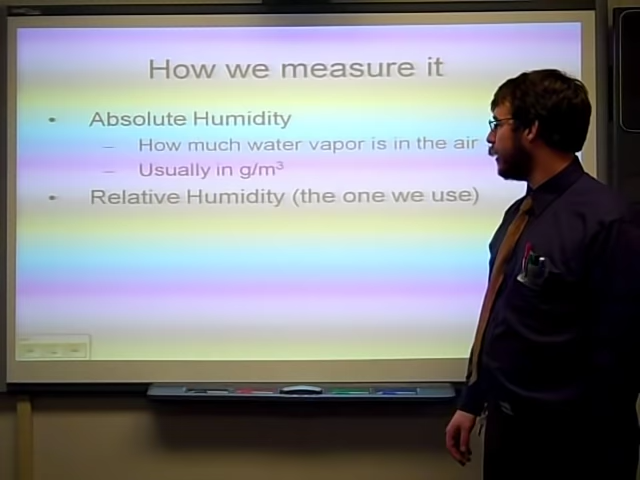 How we measure it
• Absolute Humidity
– How much water vapor is in the air
– Usually in g/m³
• Relative Humidity (the one we use)